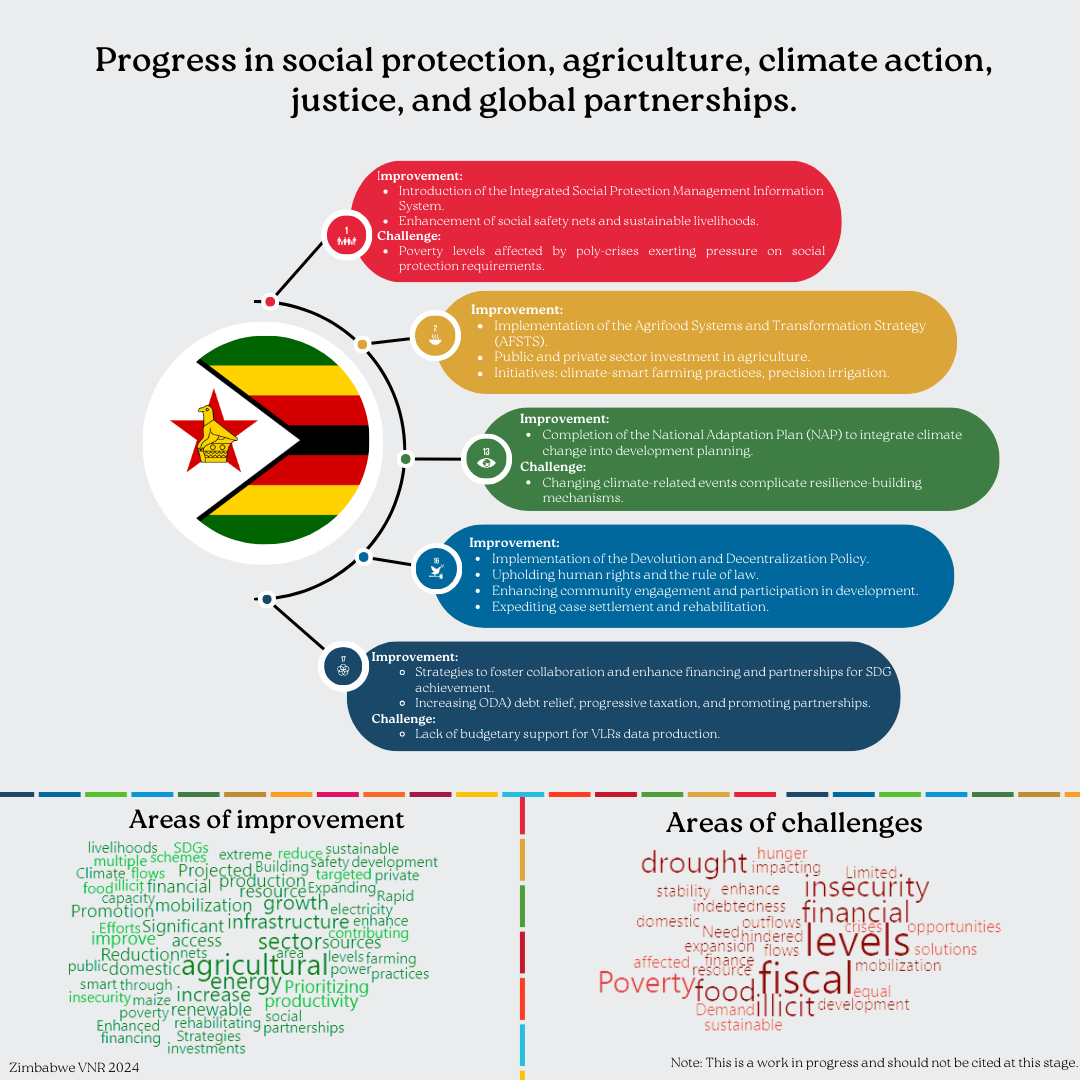 Progress in social protection, agriculture, climate action,
justice, and global partnerships.
Improvement:
• Introduction of the Integrated Social Protection Management Information
System.
• Enhancement of social safety nets and sustainable livelihoods.
Challenge:
• Poverty levels affected by poly-crises exerting pressure on social
protection requirements.
1
Improvement:
• Implementation of the Agrifood Systems and Transformation Strategy
(AFSTS).
• Public and private sector investment in agriculture.
• Initiatives: climate-smart farming practices, precision irrigation.
2
Improvement:
• Completion of the National Adaptation Plan (NAP) to integrate climate
change into development planning.
Challenge:
• Changing climate-related events complicate resilience-building
mechanisms.
13
Improvement:
• Implementation of the Devolution and Decentralization Policy.
• Upholding human rights and the rule of law.
• Enhancing community engagement and participation in development.
• Expediting case settlement and rehabilitation.
16
Improvement:
Strategies to foster collaboration and enhance financing and partnerships for SDG
achievement.
Increasing ODA) debt relief, progressive taxation, and promoting partnerships.
Challenge:
Lack of budgetary support for VLRs data production.
17
Areas of improvement
livelihoods SDGs sustainable
multiple schemes extreme reduce safety development
Climate flows Projected Building targeted private
food illicit financial production resource Expanding Rapid
capacity mobilization growth electricity
Promotion infrastructure enhance
Efforts Significant contributing
improve access sector sources
Reduction nets area levels farming
public domestic agricultural power practices
smart through energy Prioritizing
insecurity maize increase productivity
poverty renewable social
Enhanced rehabilitating partnerships
financing Strategies
investments
Zimbabwe VNR 2024
Areas of challenges
drought hunger
impacting Limited
stability enhance insecurity
indebtedness financial
domestic outflows crises opportunities
Need hindered levels
expansion flows solutions
affected finance mobilization
resource fiscal
Poverty food equal
Demand illicit development
sustainable
Note: This is a work in progress and should not be cited at this stage.